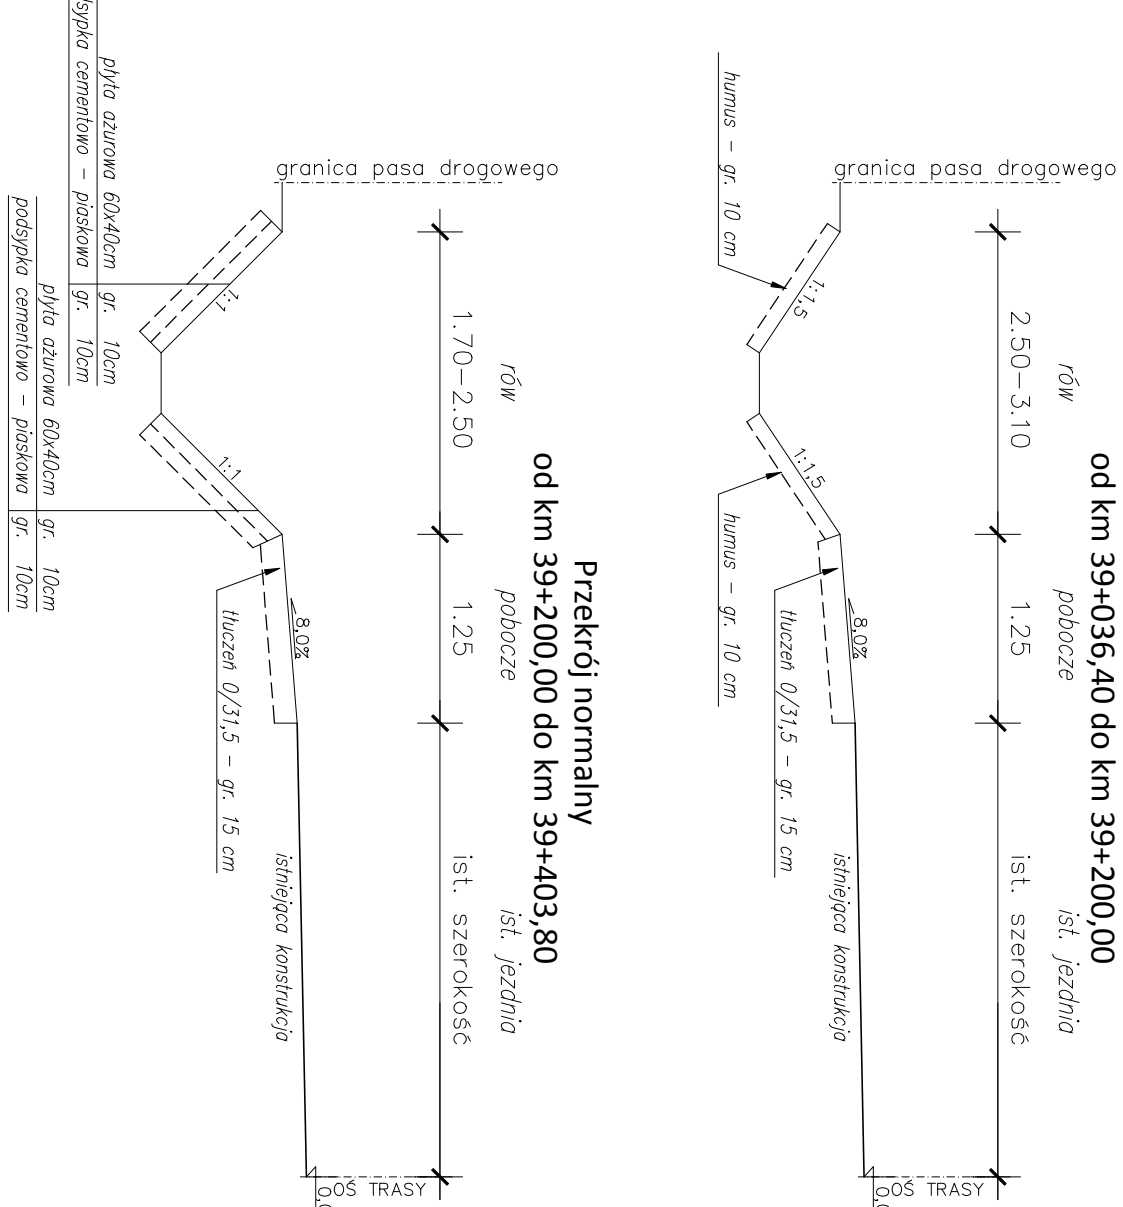 od km 39+036,40 do km 39+200,00
rów
pobocze
ist. jezdnia
2.50-3.10
1.25
ist. szerokość
granica pasa drogowego
1:1,5
1:1,5
8,0%
humus - gr. 10 cm
humus - gr. 10 cm
tłuczeń 0/31,5 - gr. 15 cm
istniejąca konstrukcja
OŚ TRASY
Przekrój normalny
od km 39+200,00 do km 39+403,80
rów
pobocze
ist. jezdnia
1.70-2.50
1.25
ist. szerokość
granica pasa drogowego
1:1
1:1
8,0%
tłuczeń 0/31,5 - gr. 15 cm
istniejąca konstrukcja
OŚ TRASY
płyta ażurowa 60x40cm gr. 10cm
cementowo - piaskowa gr. 10cm
płyta ażurowa 60x40cm gr. 10cm
podsypka cementowo - piaskowa gr. 10cm